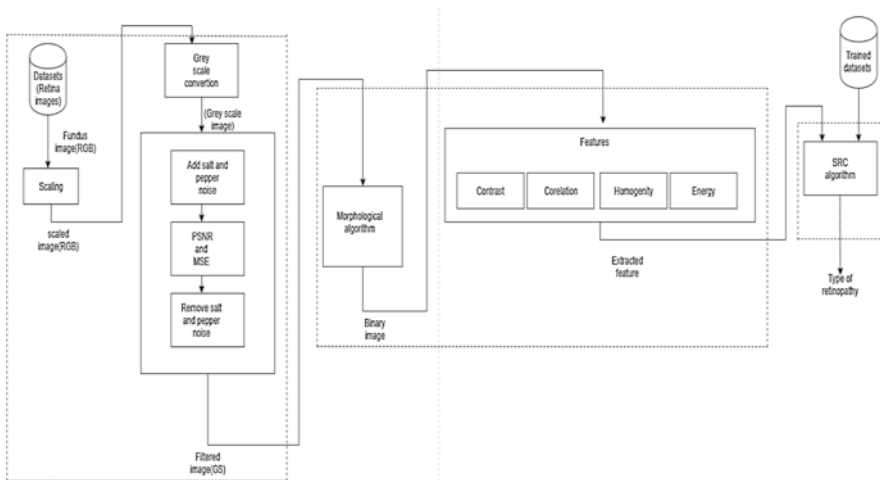 Datasets
(Retina
images)
Fundus
image(RGB)
Scaling
scaled
image(RGB)
Grey
scale
convertion
(Grey scale
image)
Add salt and
pepper
noise
PSNR
and
MSE
Remove salt
and pepper
noise
Filtered
image(GS)
Morphological
algorithm
Binary
image
Features
Contrast
Corelation
Homogenity
Energy
Extracted
feature
Trained
datasets
SRC
algorithm
Type of
retinopathy